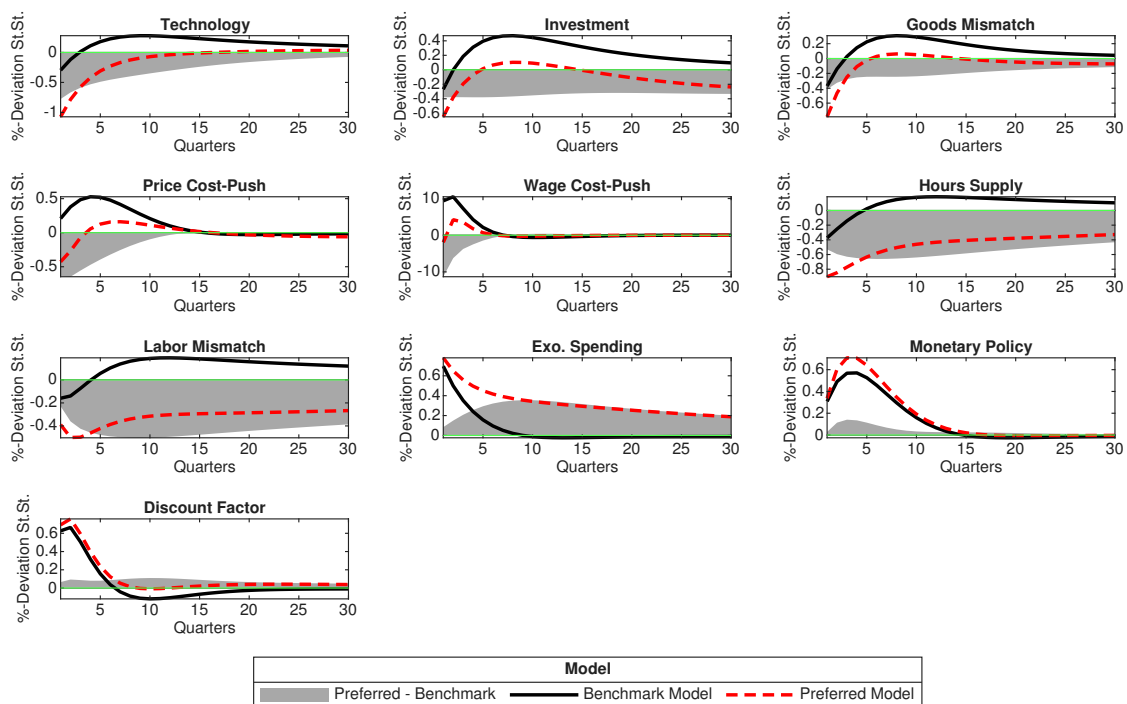 Technology
%-Deviation St.St.
0
-0.5
-1
5 10 15 20 25 30
Quarters
Investment
0.4
0.2
0
-0.2
-0.4
-0.6
5 10 15 20 25 30
Quarters
Goods Mismatch
%-Deviation St.St.
0.2
0
-0.2
-0.4
-0.6
5 10 15 20 25 30
Quarters
Price Cost-Push
%-Deviation St.St.
0.5
0
-0.5
5 10 15 20 25 30
Quarters
Wage Cost-Push
%-Deviation St.St.
10
0
-10
5 10 15 20 25 30
Quarters
Hours Supply
%-Deviation St.St.
0
-0.2
-0.4
-0.6
-0.8
5 10 15 20 25 30
Quarters
Labor Mismatch
%-Deviation St.St.
0
-0.2
-0.4
5 10 15 20 25 30
Quarters
Exo. Spending
%-Deviation St.St.
0.6
0.4
0.2
0
5 10 15 20 25 30
Quarters
Monetary Policy
%-Deviation St.St.
0.6
0.4
0.2
0
5 10 15 20 25 30
Quarters
Discount Factor
%-Deviation St.St.
0.6
0.4
0.2
0
5 10 15 20 25 30
Quarters
Model
Preferred - Benchmark Benchmark Model Preferred Model